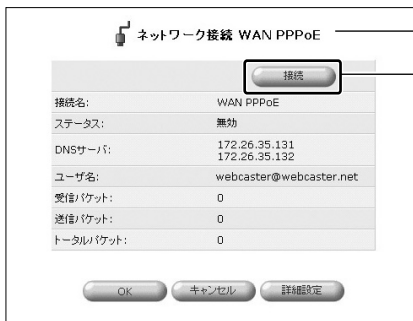 ネットワーク接続 WAN PPPoE
接続
接続名: WAN PPPoE
ステータス: 無効
DNSサーバ: 172.26.35.131
172.26.35.132
ユーザ名: webcaster@webcaster.net
受信パケット: 0
送信パケット: 0
トータルパケット: 0
OK キャンセル 詳細設定